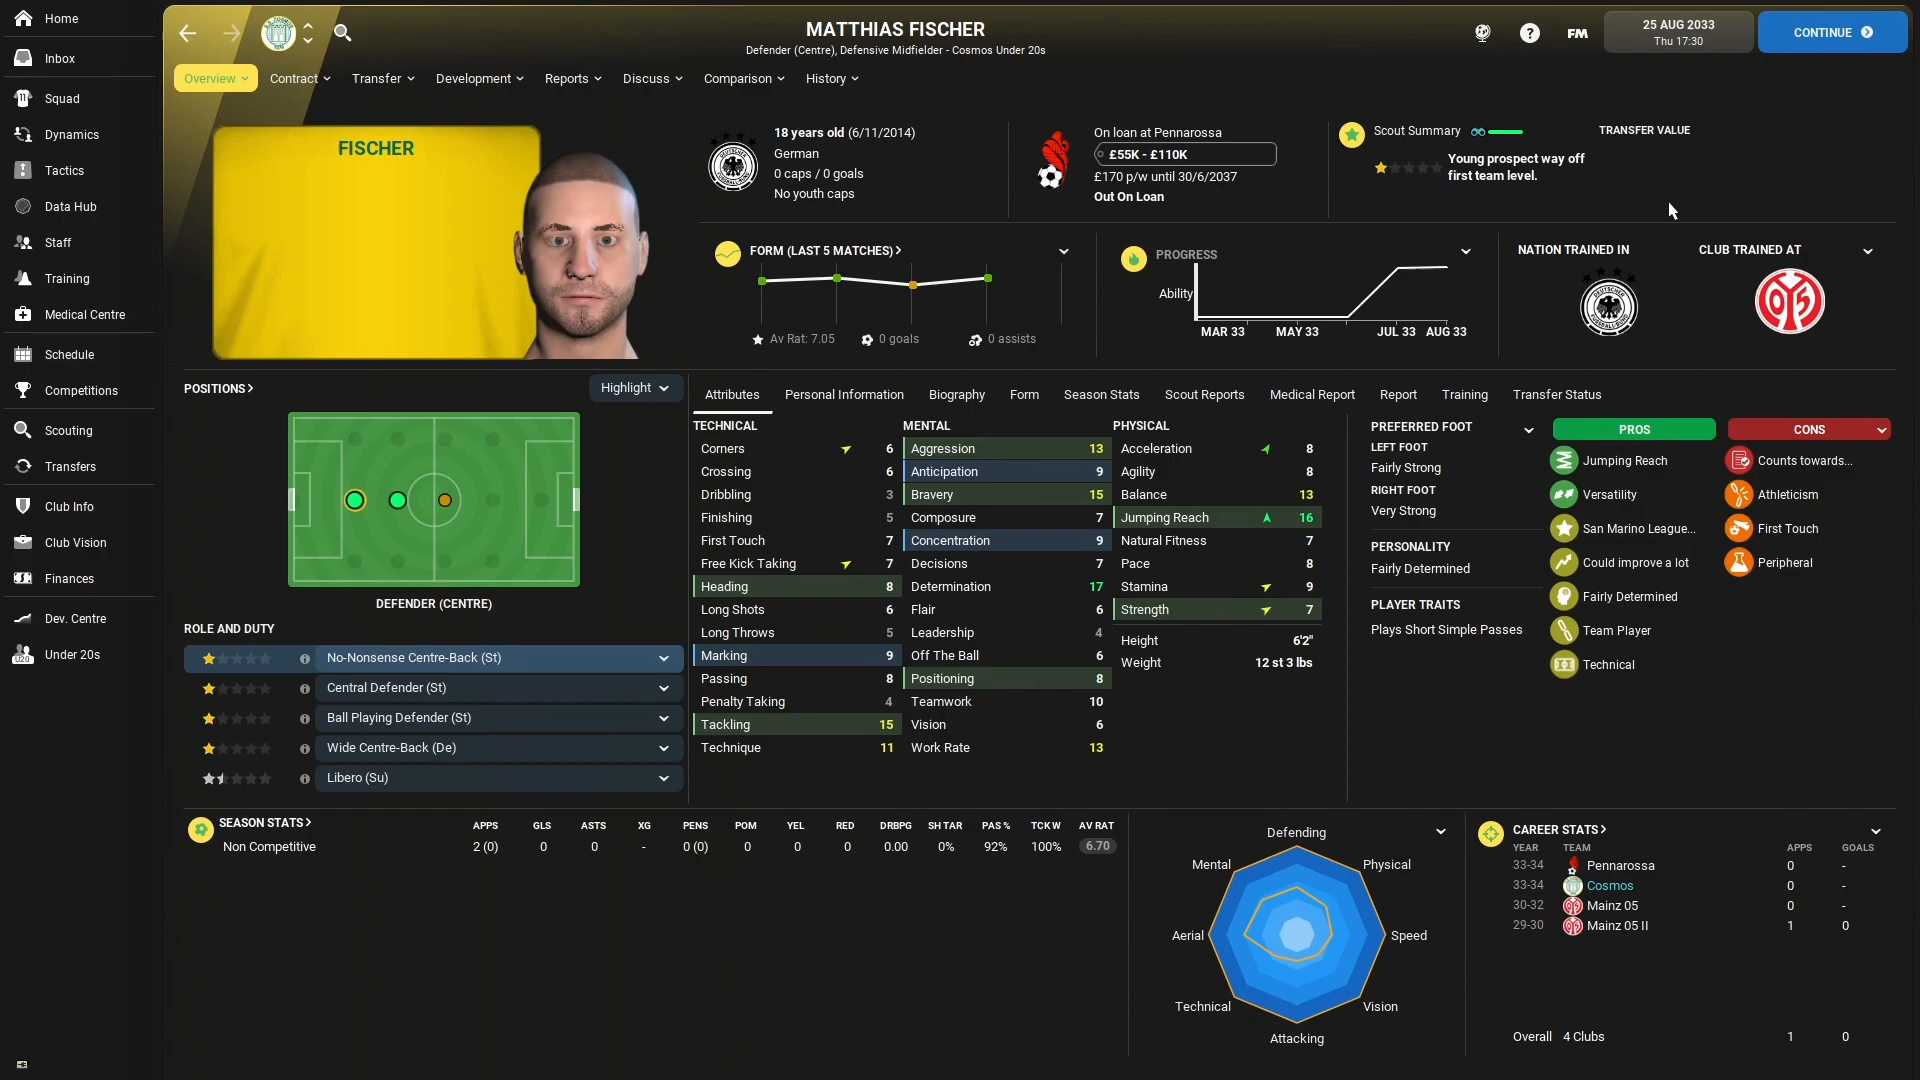 Home
Inbox
Squad
Dynamics
Tactics
Data Hub
Staff
Training
Medical Centre
Schedule
Competitions
Scouting
Transfers
Club Info
Club Vision
Finances
Dev. Centre
U20
Under 20s
MATTHIAS FISCHER
Defender (Centre), Defensive Midfielder - Cosmos Under 20s
FM
25 AUG 2033
Thu 17:30
CONTINUE
Overview
Contract
Transfer
Development
Reports
Discuss
Comparison
History
FISCHER
18 years old (6/11/2014)
German
0 caps / 0 goals
No youth caps
On loan at Pennarossa
£55K - £110K
£170 p/w until 30/6/2037
Out On Loan
Scout Summary
Young prospect way off
first team level.
TRANSFER VALUE
FORM (LAST 5 MATCHES)
Av Rat: 7.05 0 goals 0 assists
PROGRESS
Ability
MAR 33 MAY 33 JUL 33 AUG 33
NATION TRAINED IN
CLUB TRAINED AT
POSITIONS
Highlight
DEFENDER (CENTRE)
ROLE AND DUTY
No-Nonsense Centre-Back (St)
Central Defender (St)
Ball Playing Defender (St)
Wide Centre-Back (De)
Libero (Su)
Attributes Personal Information Biography Form Season Stats Scout Reports Medical Report Report Training Transfer Status
TECHNICAL
Corners 6
Crossing 6
Dribbling 3
Finishing 5
First Touch 7
Free Kick Taking 7
Heading 8
Long Shots 6
Long Throws 5
Marking 9
Passing 8
Penalty Taking 4
Tackling 15
Technique 11
MENTAL
Aggression 13
Anticipation 9
Bravery 15
Composure 7
Concentration 9
Decisions 7
Determination 17
Flair 6
Leadership 4
Off The Ball 6
Positioning 8
Teamwork 10
Vision 6
Work Rate 13
PHYSICAL
Acceleration 8
Agility 8
Balance 13
Jumping Reach 16
Natural Fitness 7
Pace 8
Stamina 9
Strength 7
Height 6'2"
Weight 12 st 3 lbs
PREFERRED FOOT
LEFT FOOT
Fairly Strong
RIGHT FOOT
Very Strong
PERSONALITY
Fairly Determined
PLAYER TRAITS
Plays Short Simple Passes
PROS
Jumping Reach
Versatility
San Marino League...
Could improve a lot
Fairly Determined
Team Player
Technical
CONS
Counts towards...
Athleticism
First Touch
Peripheral
SEASON STATS
APPS GLS ASTS XG PENS POM YEL RED DRBPG SH TAR PAS % TCK W AV RAT
Non Competitive 2 (0) 0 0 - 0 (0) 0 0 0 0.00 0% 92% 100% 6.70
Defending
Mental Physical
Aerial Speed
Technical Vision
Attacking
CAREER STATS
YEAR TEAM APPS GOALS
33-34 Pennarossa 0 -
33-34 Cosmos 0 -
30-32 Mainz 05 0 -
29-30 Mainz 05 II 1 0
Overall 4 Clubs 1 0